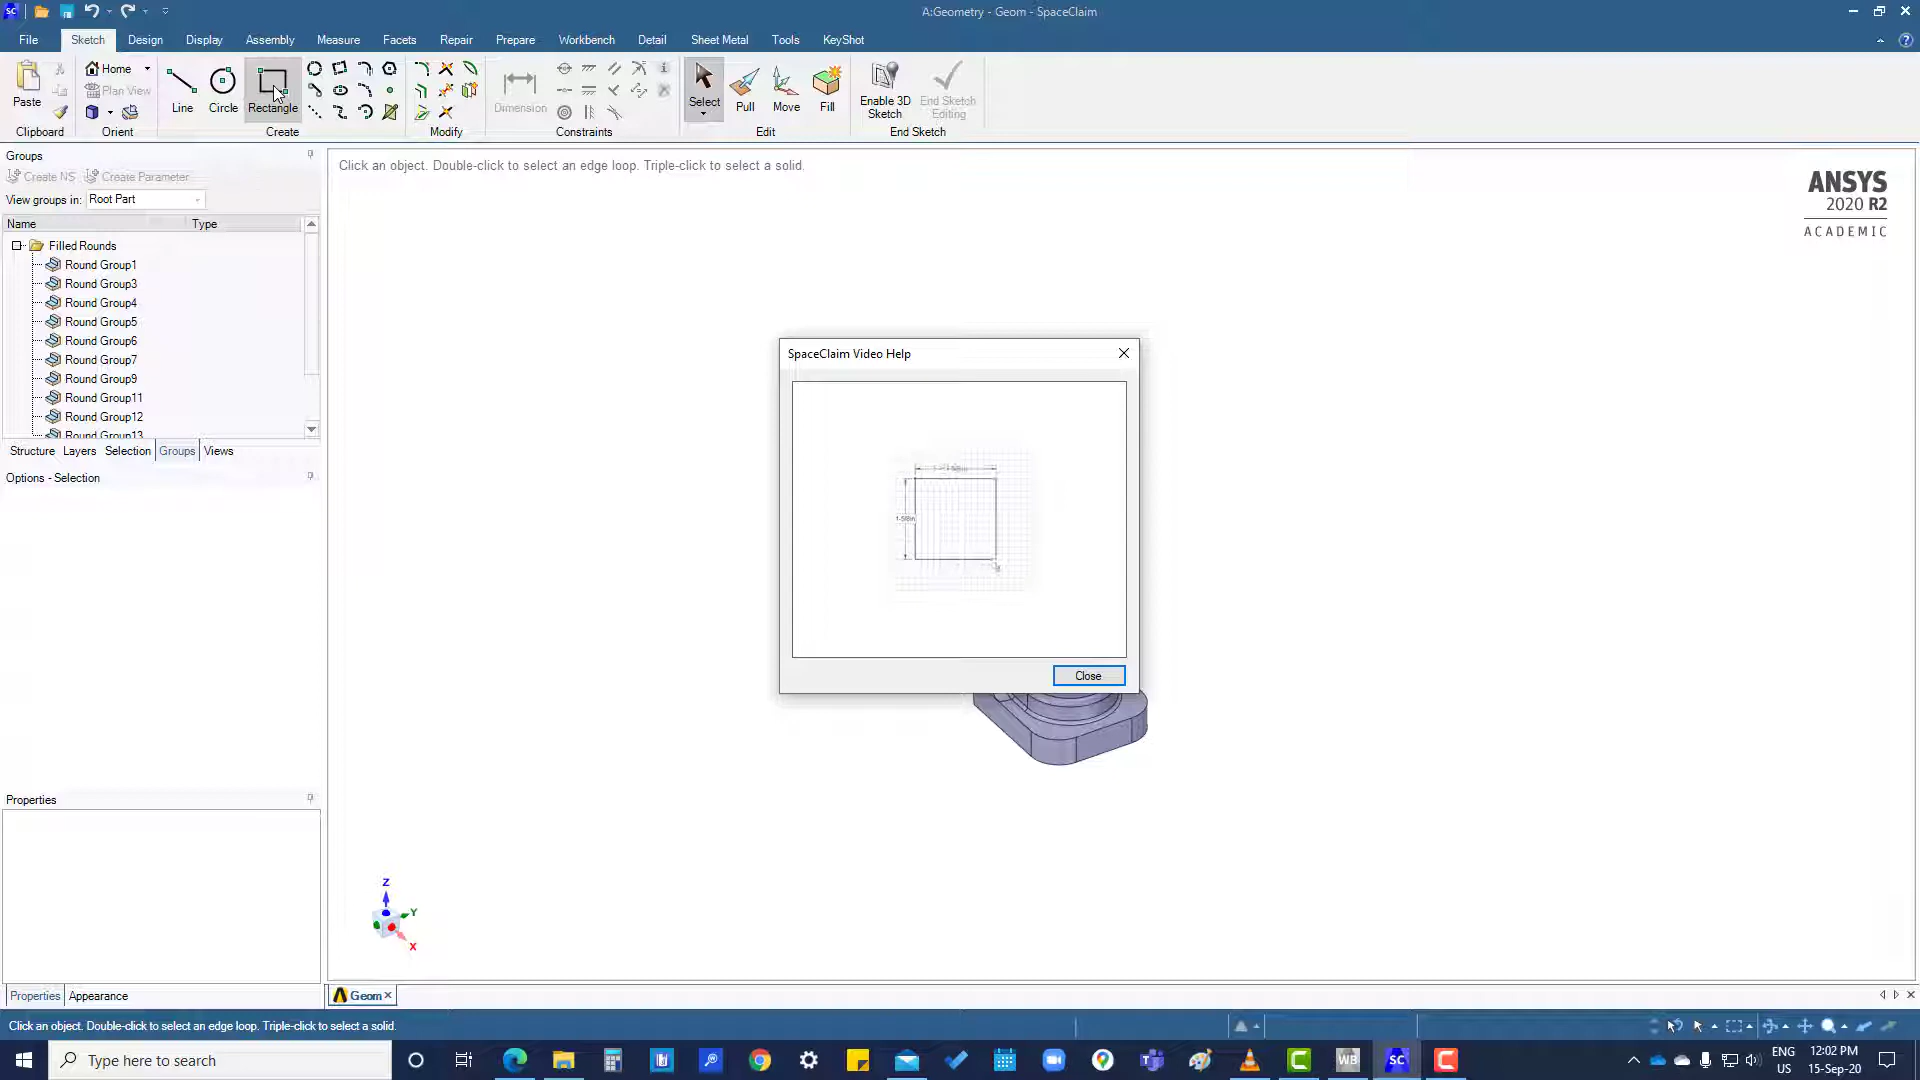 A:Geometry - Geom - SpaceClaim
File Sketch Design Display Assembly Measure Facets Repair Prepare Workbench Detail Sheet Metal Tools KeyShot
Paste Home Plan View Line Circle Rectangle Dimension Select Pull Move Fill Enable 3D Sketch End Sketch Editing
Clipboard Orient Create Modify Constraints Edit End Sketch
Groups
Create NS Create Parameter
View groups in: Root Part
Name Type
Filled Rounds
Round Group1
Round Group3
Round Group4
Round Group5
Round Group6
Round Group7
Round Group9
Round Group11
Round Group12
Round Group13
Structure Layers Selection Groups Views
Options - Selection
Properties
Properties Appearance
Click an object. Double-click to select an edge loop. Triple-click to select a solid.
ANSYS
2020 R2
ACADEMIC
SpaceClaim Video Help
Close
Z
Y
X
Geom
Click an object. Double-click to select an edge loop. Triple-click to select a solid.
Type here to search
WB
SC
ENG
US
12:02 PM
15-Sep-20